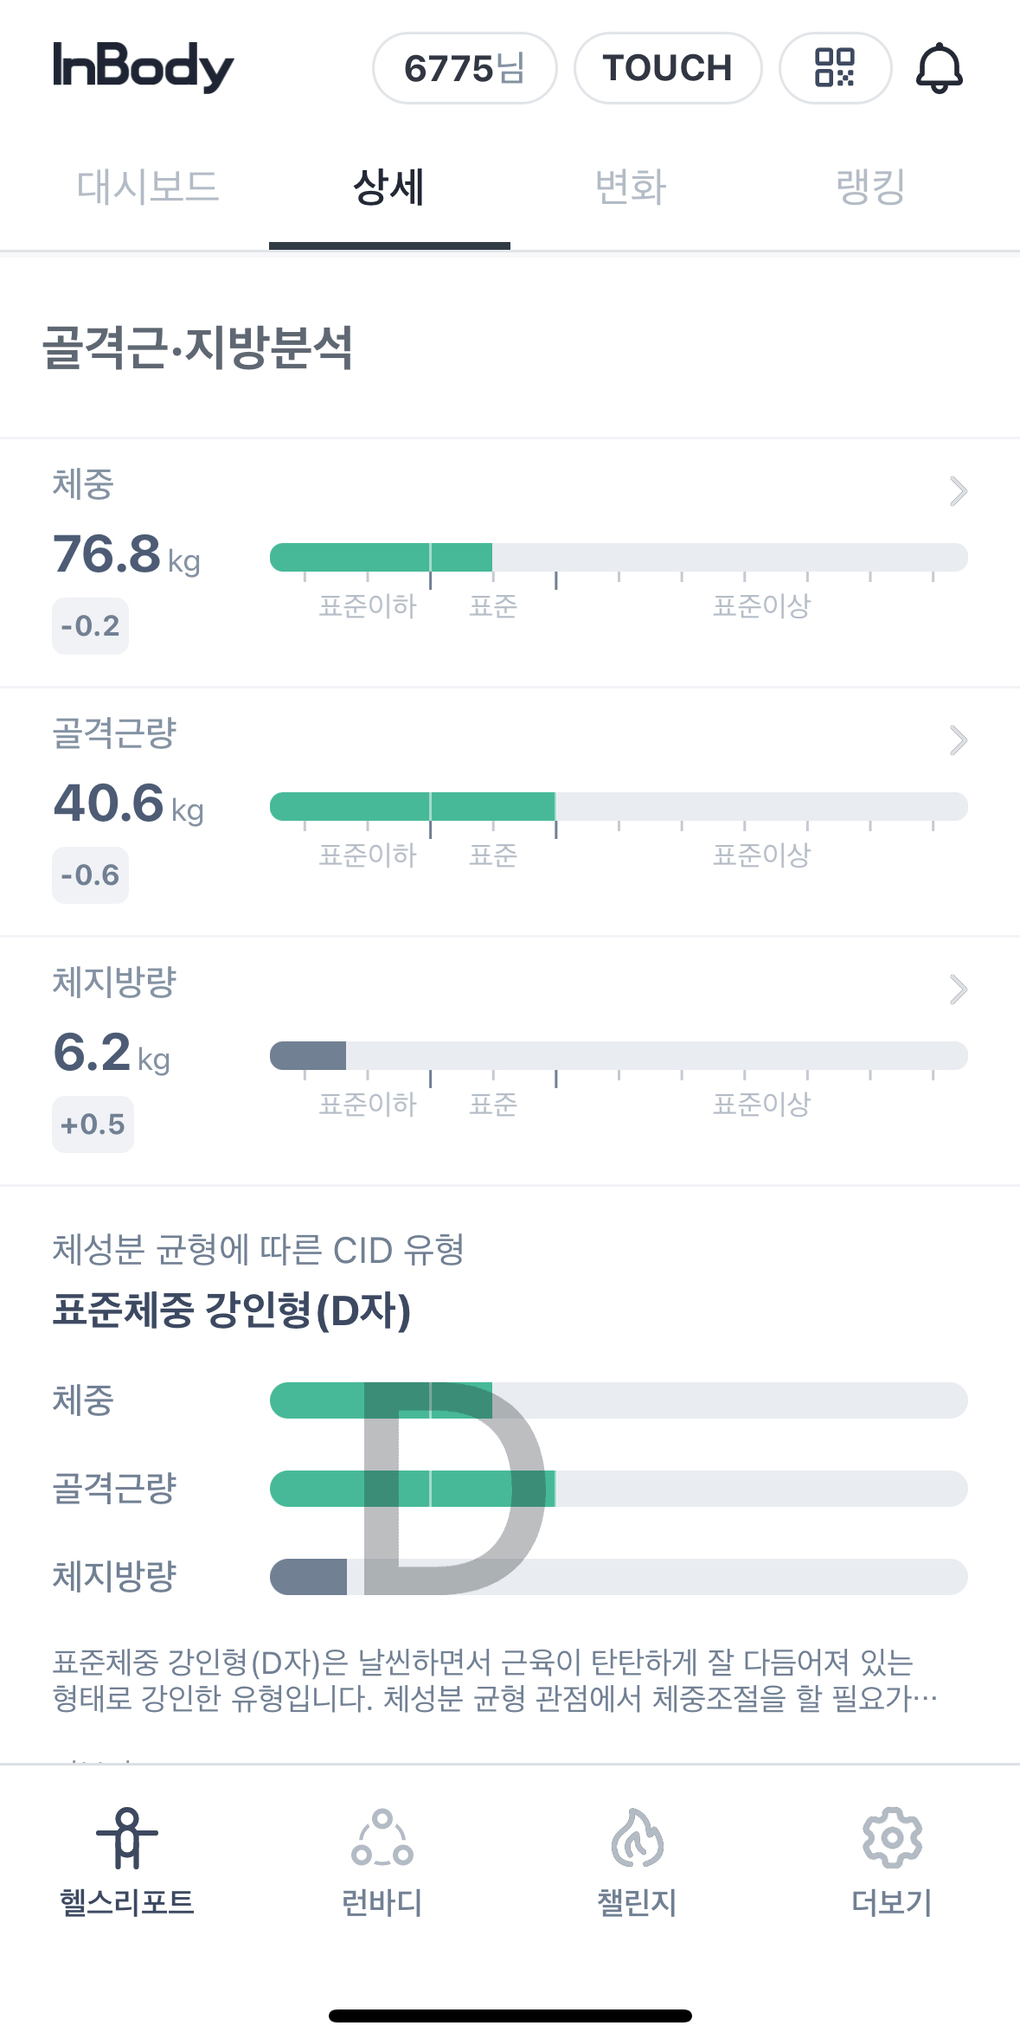 InBody 6775님 TOUCH
대시보드 상세 변화 랭킹
골격근·지방분석
체중
76.8 kg
표준이하 표준 표준이상
-0.2
골격근량
40.6 kg
표준이하 표준 표준이상
-0.6
체지방량
6.2 kg
표준이하 표준 표준이상
+0.5
체성분 균형에 따른 CID 유형
표준체중 강인형(D자)
체중
골격근량
체지방량
D
표준체중 강인형(D자)은 날씬하면서 근육이 탄탄하게 잘 다듬어져 있는
형태로 강인한 유형입니다. 체성분 균형 관점에서 체중조절을 할 필요가…
헬스리포트 런바디 챌린지 더보기